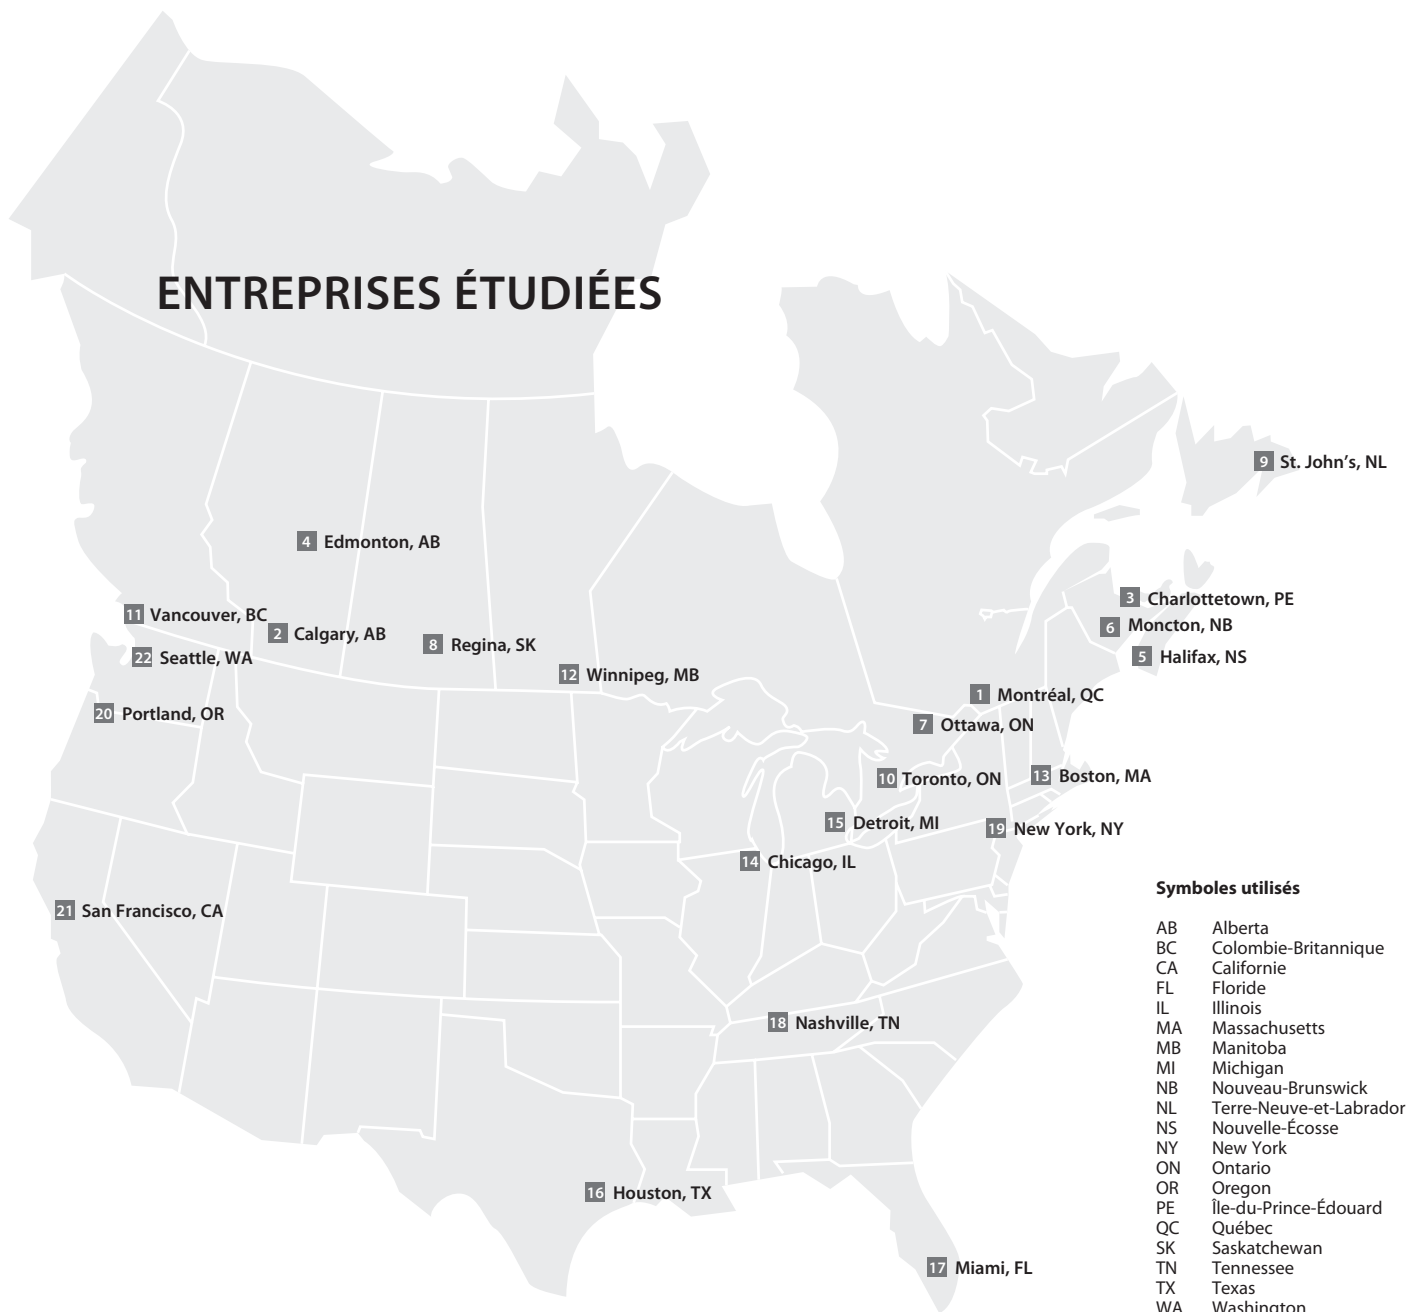 ENTREPRISES ÉTUDIÉES
9 St. John's, NL
4 Edmonton, AB
3 Charlottetown, PE
11 Vancouver, BC
6 Moncton, NB
2 Calgary, AB
8 Regina, SK
5 Halifax, NS
22 Seattle, WA
12 Winnipeg, MB
1 Montréal, QC
20 Portland, OR
7 Ottawa, ON
10 Toronto, ON
13 Boston, MA
15 Detroit, MI
19 New York, NY
14 Chicago, IL
21 San Francisco, CA
18 Nashville, TN
16 Houston, TX
17 Miami, FL
Symboles utilisés
AB Alberta
BC Colombie-Britannique
CA Californie
FL Floride
IL Illinois
MA Massachusetts
MB Manitoba
MI Michigan
NB Nouveau-Brunswick
NL Terre-Neuve-et-Labrador
NS Nouvelle-Écosse
NY New York
ON Ontario
OR Oregon
PE Île-du-Prince-Édouard
QC Québec
SK Saskatchewan
TN Tennessee
TX Texas
WA Washington